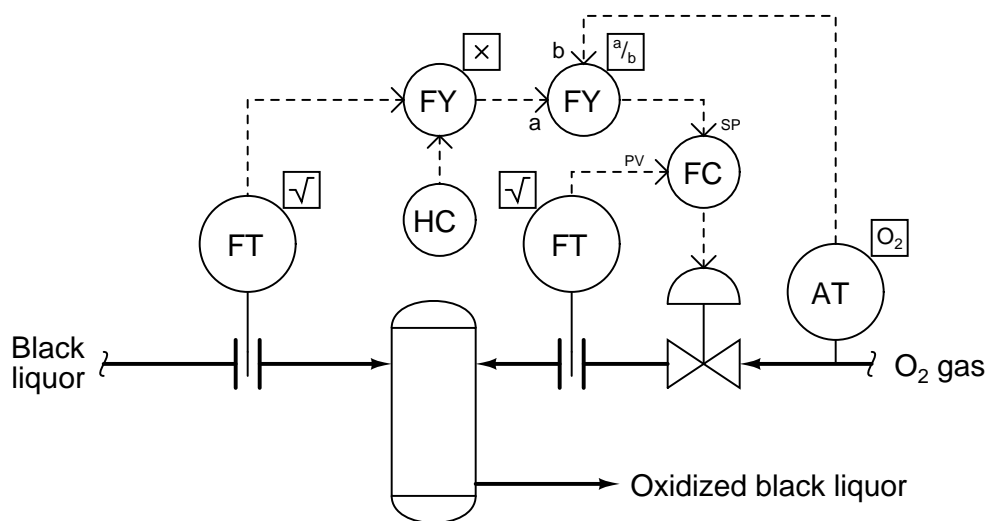 ×
a/b
b
FY
FY
a
SP
PV
FC
√
√
HC
FT
FT
O₂
AT
Black
liquor
O₂ gas
Oxidized black liquor